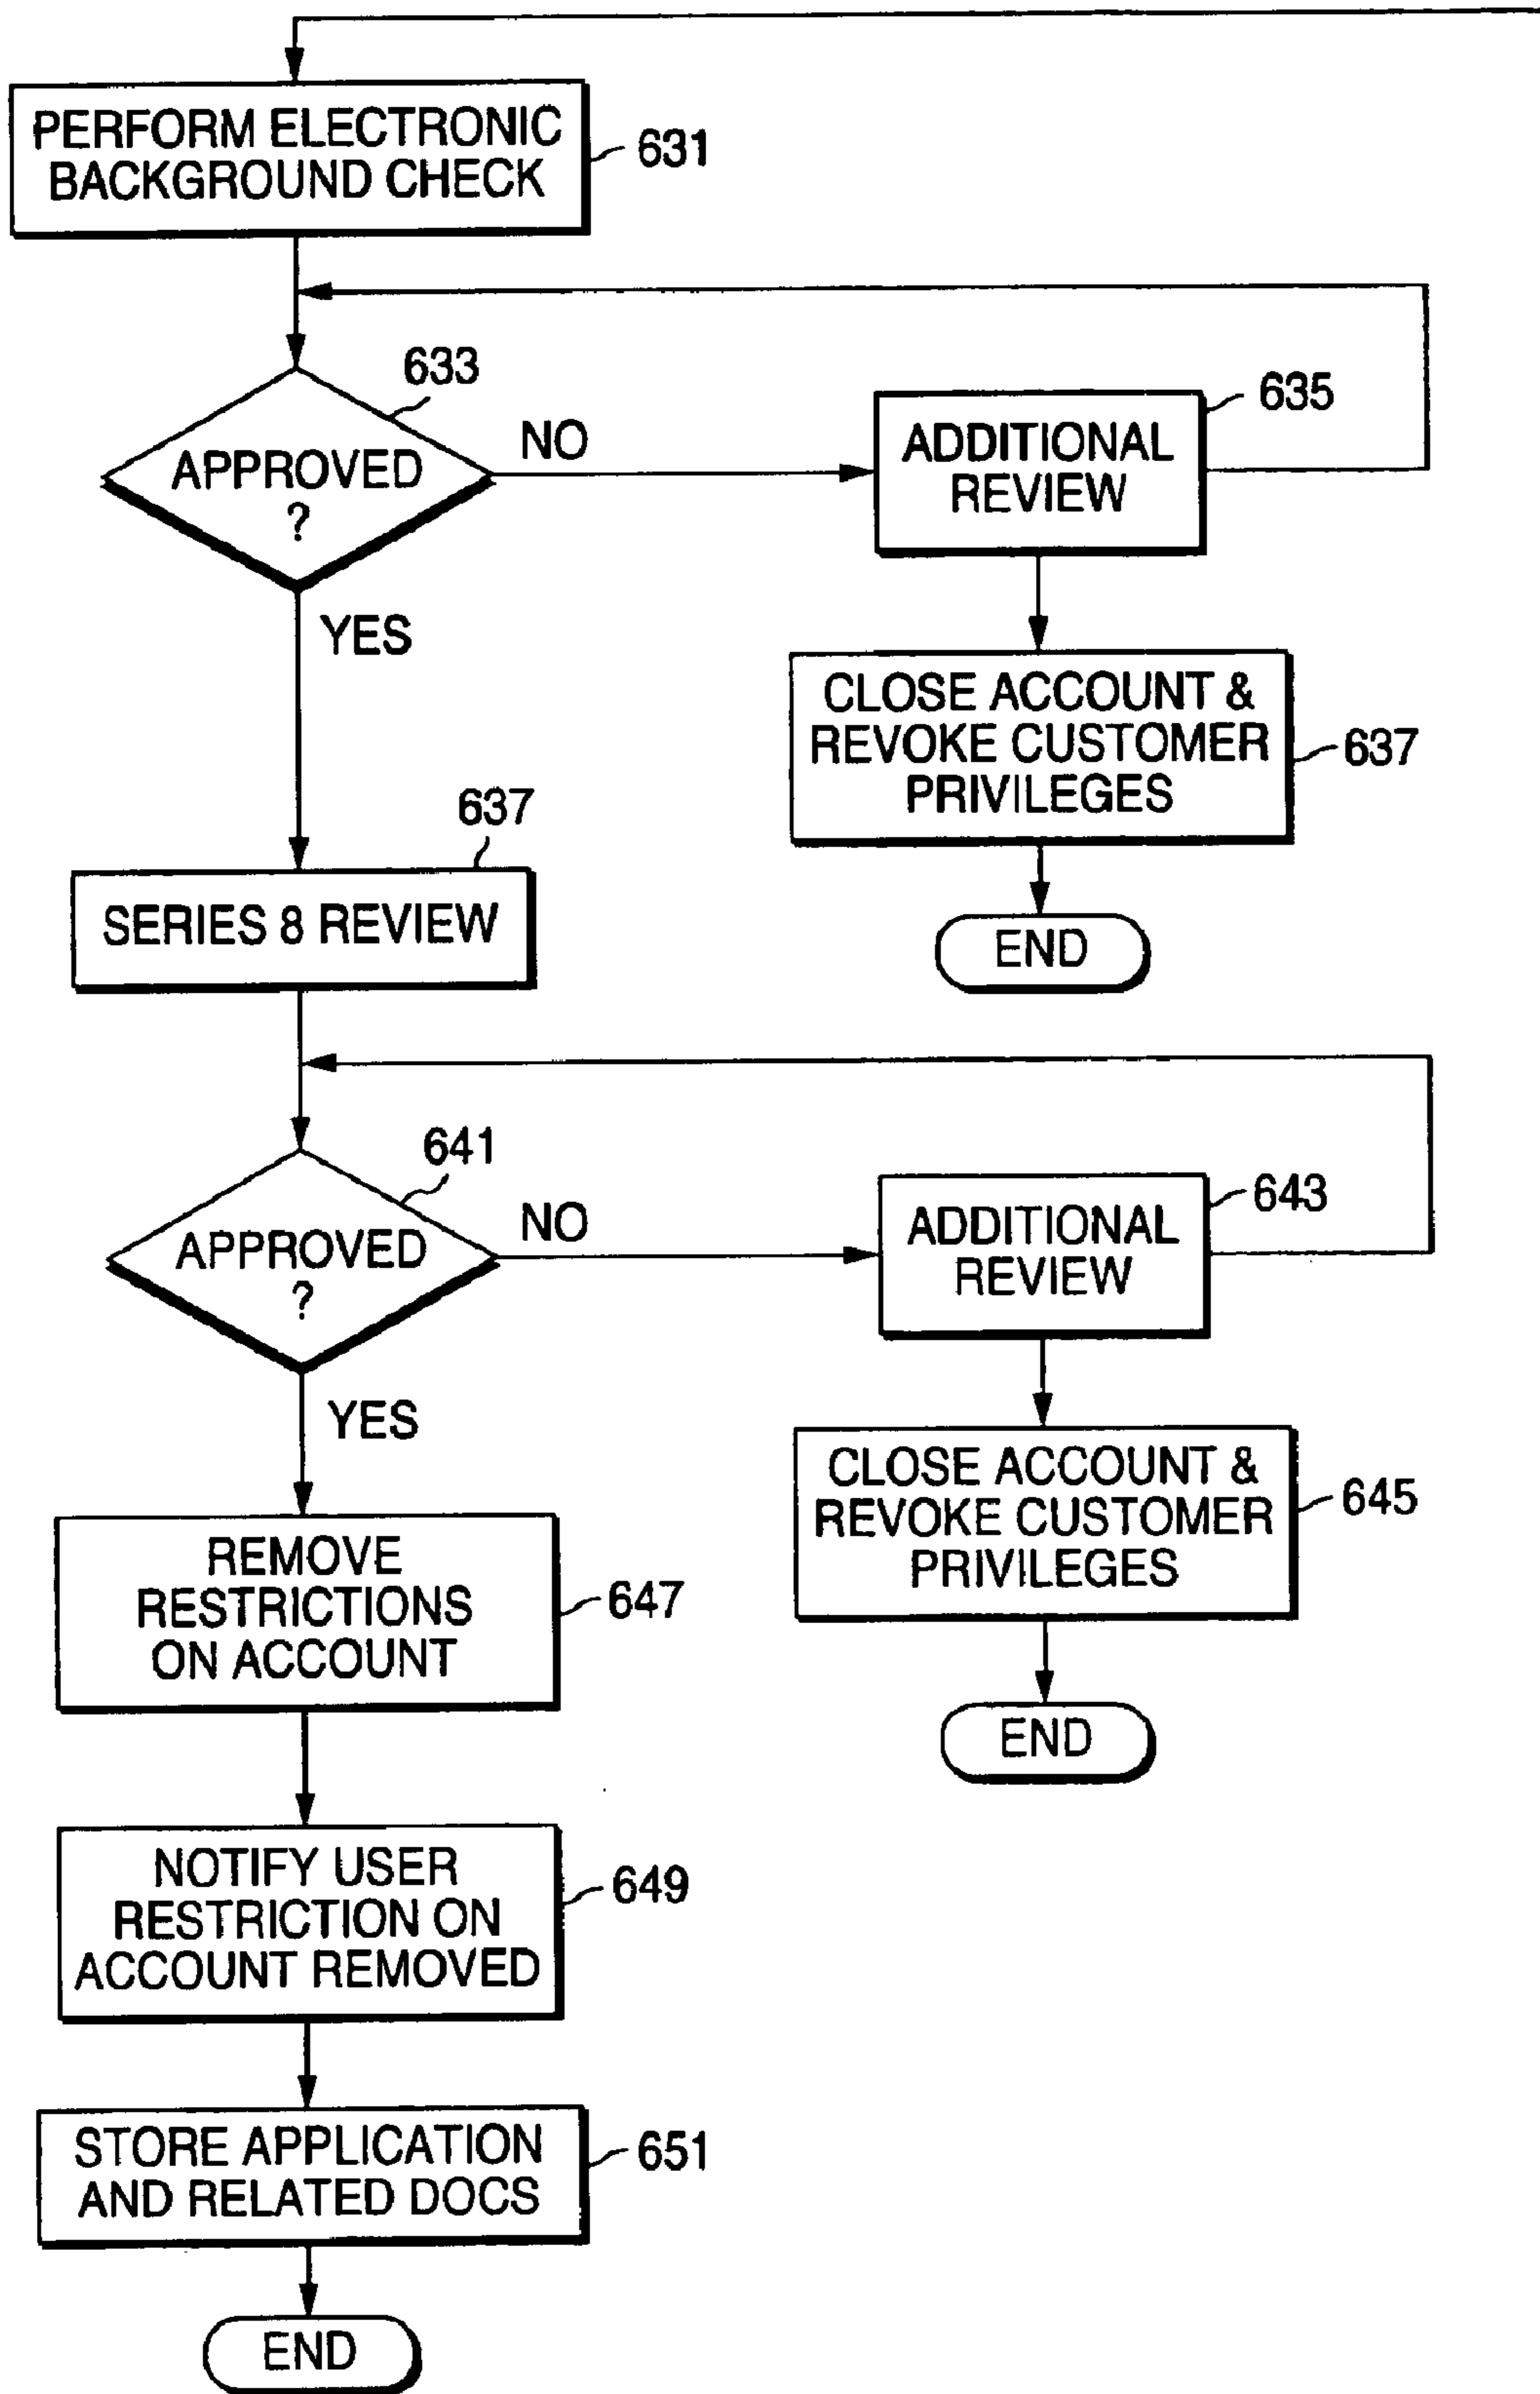 PERFORM ELECTRONIC
BACKGROUND CHECK
631
633
APPROVED
?
NO
ADDITIONAL
REVIEW
635
YES
CLOSE ACCOUNT &
REVOKE CUSTOMER
PRIVILEGES
637
END
637
SERIES 8 REVIEW
641
APPROVED
?
NO
ADDITIONAL
REVIEW
643
YES
CLOSE ACCOUNT &
REVOKE CUSTOMER
PRIVILEGES
645
END
REMOVE
RESTRICTIONS
ON ACCOUNT
647
NOTIFY USER
RESTRICTION ON
ACCOUNT REMOVED
649
STORE APPLICATION
AND RELATED DOCS
651
END